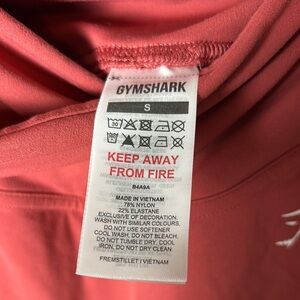 GYMSHARK
S
30
KEEP AWAY
FROM FIRE
B4A9A
MADE IN VIETNAM
78% NYLON
22% ELASTANE
EXCLUSIVE OF DECORATION.
WASH WITH SIMILAR COLOURS.
DO NOT USE SOFTENER
COOL WASH, DO NOT BLEACH,
DO NOT TUMBLE DRY, COOL
IRON, DO NOT DRY CLEAN
FREMSTILLET I VIETNAM